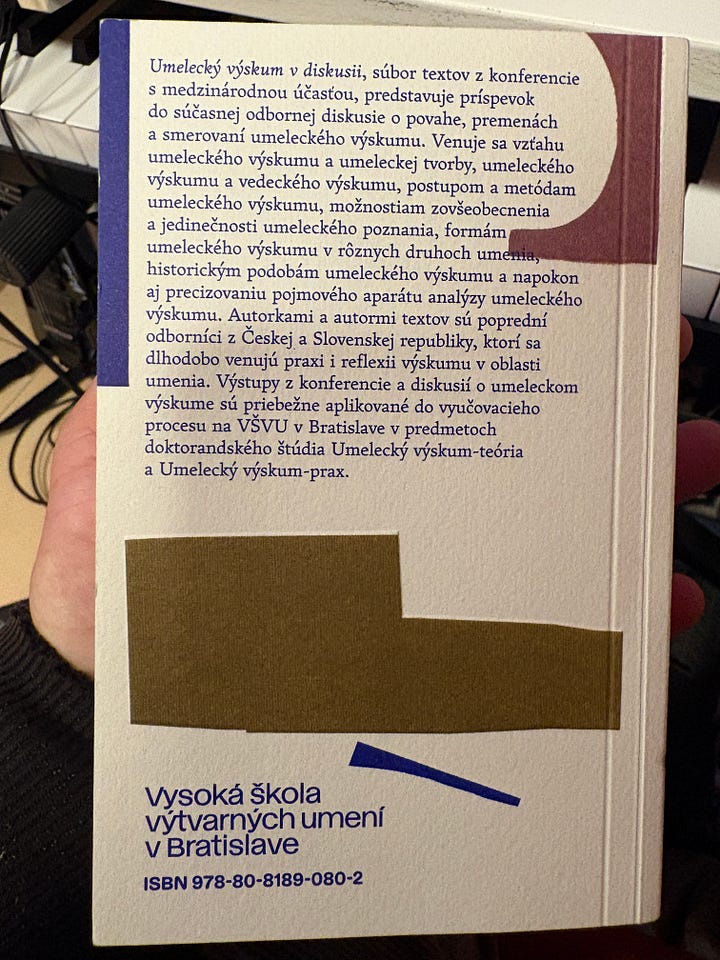 Umelecký výskum v diskusii, súbor textov z konferencie
s medzinárodnou účasťou, predstavuje príspevok
do súčasnej odbornej diskusie o povahe, premenách
a smerovaní umeleckého výskumu. Venuje sa vzťahu
umeleckého výskumu a umeleckej tvorby, umeleckého
výskumu a vedeckého výskumu, postupom a metódam
umeleckého výskumu, možnostiam zovšeobecnenia
a jedinečnosti umeleckého poznania, formám
umeleckého výskumu v rôznych druhoch umenia,
historickým podobám umeleckého výskumu a napokon
aj precizovaniu pojmového aparátu analýzy umeleckého
výskumu. Autorkami a autormi textov sú poprední
odborníci z Českej a Slovenskej republiky, ktorí sa
dlhodobo venujú praxi i reflexii výskumu v oblasti
umenia. Výstupy z konferencie a diskusií o umeleckom
výskume sú priebežne aplikované do vyučovacieho
procesu na VŠVU v Bratislave v predmetoch
doktorandského štúdia Umelecký výskum-teória
a Umelecký výskum-prax.
Vysoká škola
výtvarných umení
v Bratislave
ISBN 978-80-8189-080-2